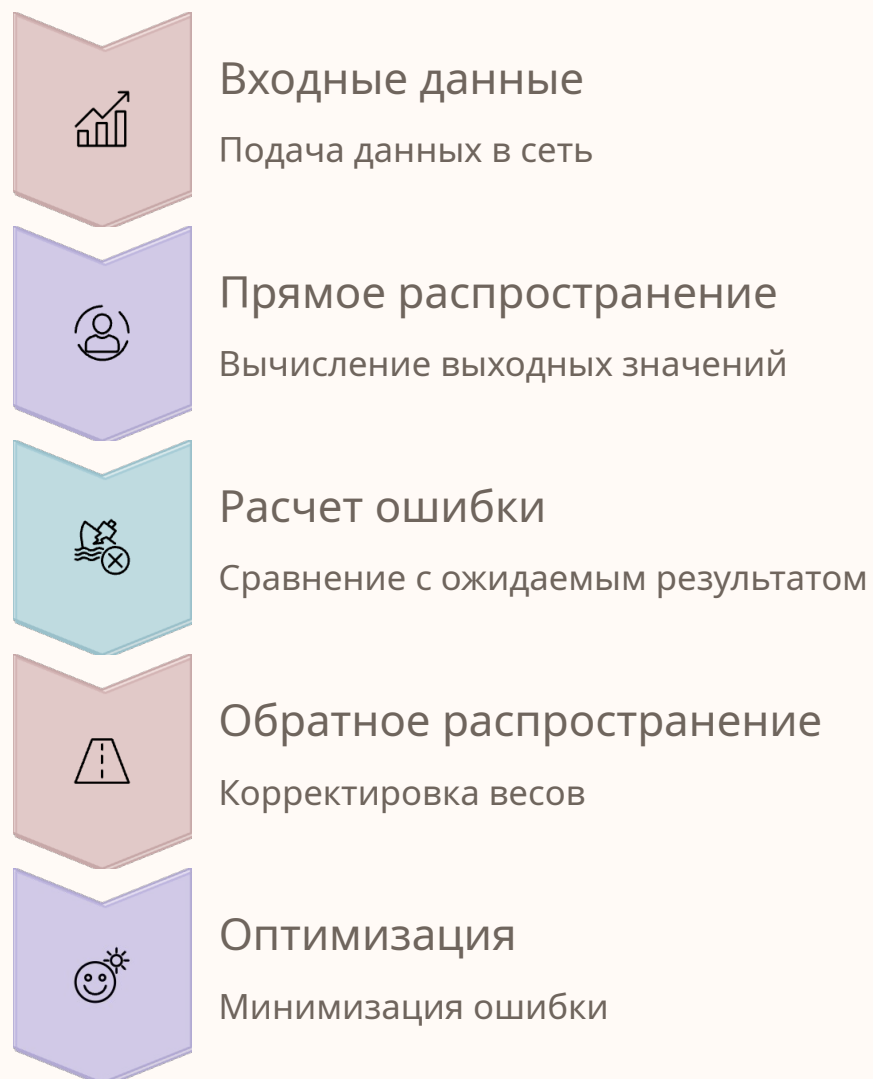 Входные данные
Подача данных в сеть
Прямое распространение
Вычисление выходных значений
Расчет ошибки
Сравнение с ожидаемым результатом
Обратное распространение
Корректировка весов
Оптимизация
Минимизация ошибки